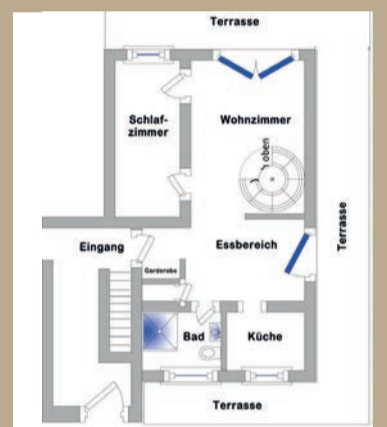 Terrasse
Schlaf-
zimmer
Wohnzimmer
oben
Terrasse
Eingang
Essbereich
Garderobe
Bad
Küche
Terrasse